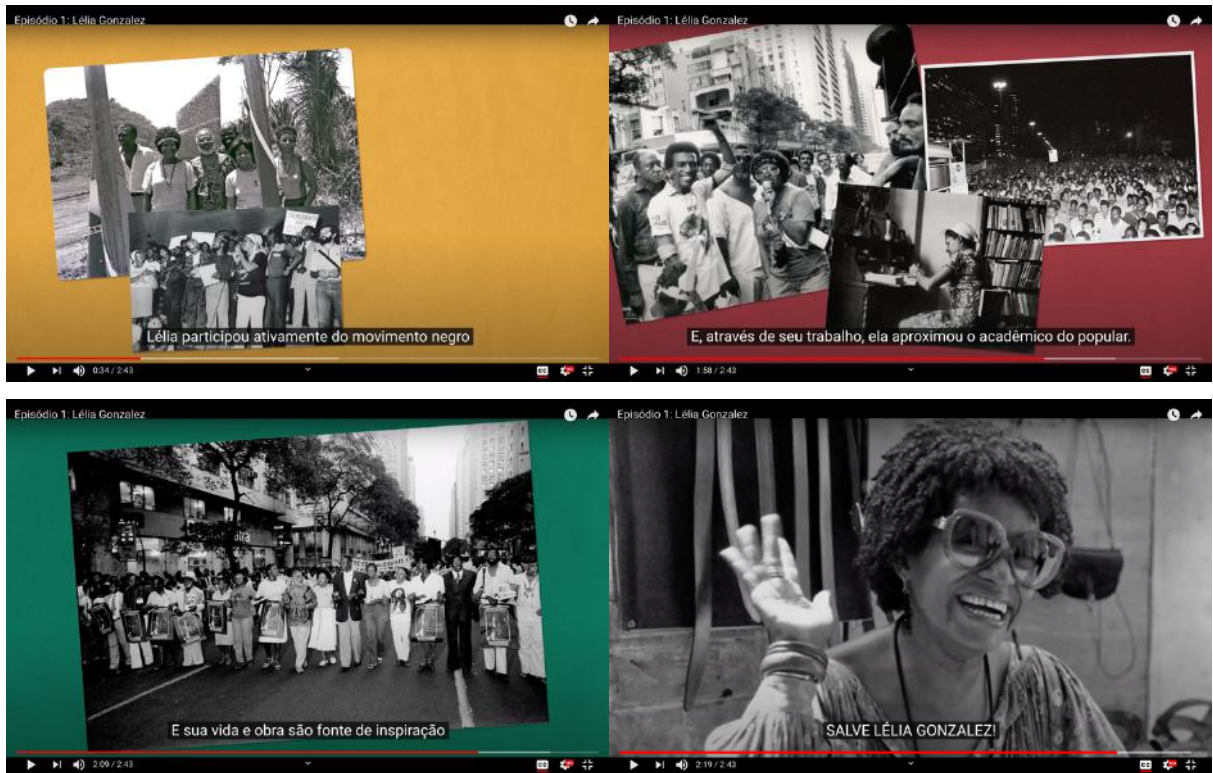 Episódio 1: Lélia Gonzalez
Lélia participou ativamente do movimento negro
0:34 / 2:43
Episódio 1: Lélia Gonzalez
E, através de seu trabalho, ela aproximou o acadêmico do popular.
1:58 / 2:43
Episódio 1: Lélia Gonzalez
E sua vida e obra são fonte de inspiração
2:09 / 2:43
Episódio 1: Lélia Gonzalez
SALVE LÉLIA GONZALEZ!
2:19 / 2:43